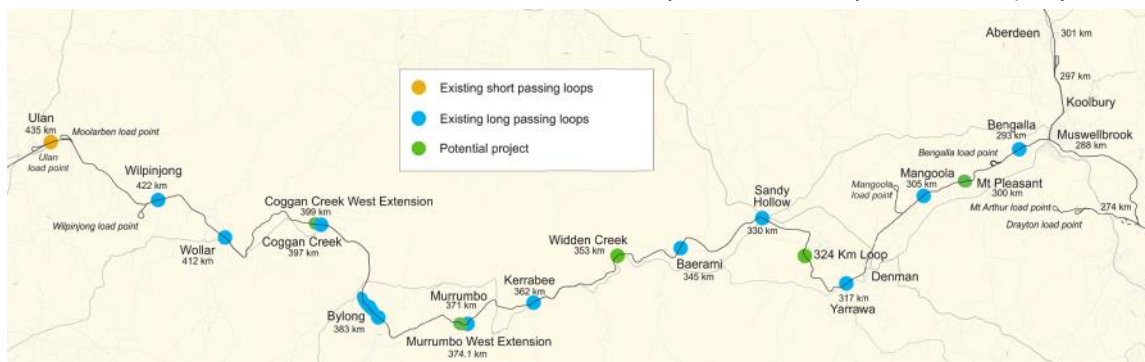 Existing short passing loops
Existing long passing loops
Potential project
Ulan
435 km
Moolarben load point
Ulan
load point
Wilpinjong
422 km
Wilpinjong load point
Wollar
412 km
Coggan Creek West Extension
399 km
Coggan Creek
397 km
Bylong
383 km
Murrumbo
371 km
Murrumbo West Extension
374.1 km
Kerrabee
362 km
Widden Creek
353 km
Baerami
345 km
Sandy
Hollow
330 km
324 Km Loop
317 km
Yarrawa
Denman
Mangoola
load point
Mangoola
305 km
Mt Pleasant
300 km
Bengalla load point
Bengalla
293 km
Muswellbrook
288 km
Koolbury
297 km
Aberdeen
301 km
Mt Arthur load point
Drayton load point
274 km